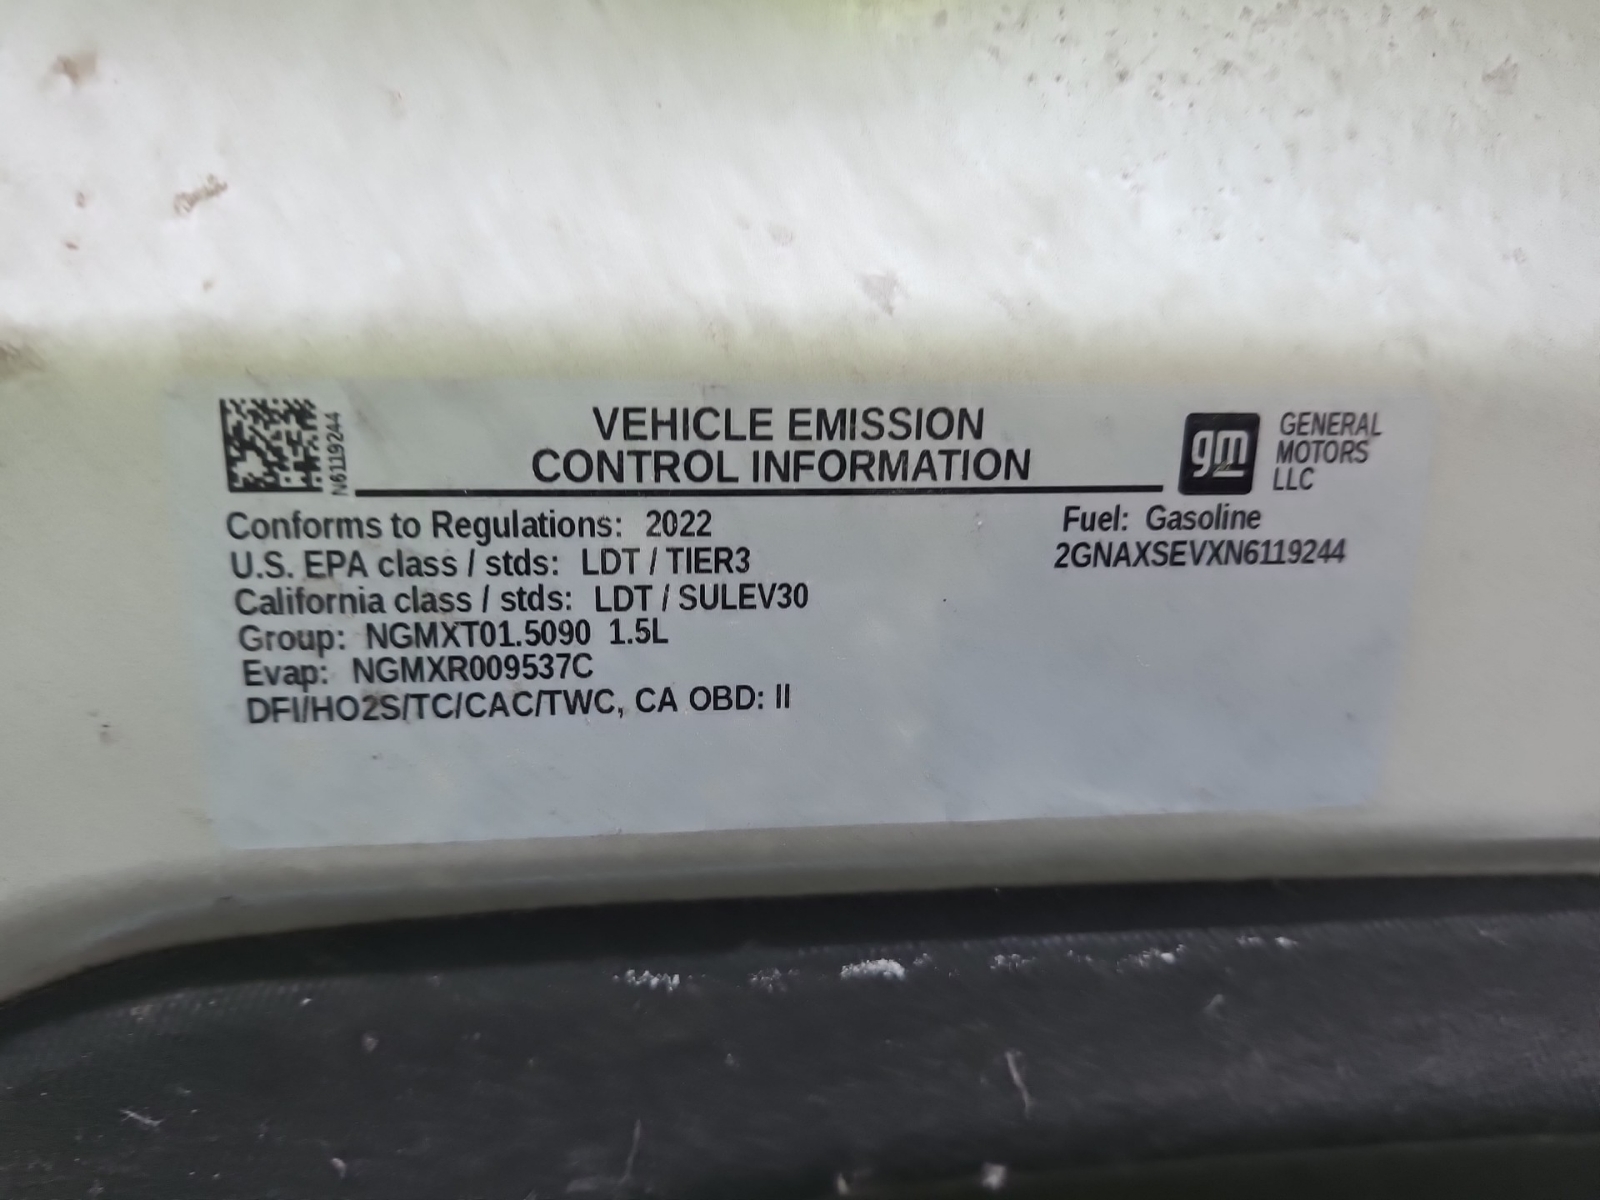 N6119244
VEHICLE EMISSION
CONTROL INFORMATION
gm
GENERAL
MOTORS
LLC
Conforms to Regulations: 2022
U.S. EPA class / stds: LDT / TIER3
California class / stds: LDT / SULEV30
Group: NGMXT01.5090 1.5L
Evap: NGMXR009537C
DFI/HO2S/TC/CAC/TWC, CA OBD: II
Fuel: Gasoline
2GNAXSEVXN6119244